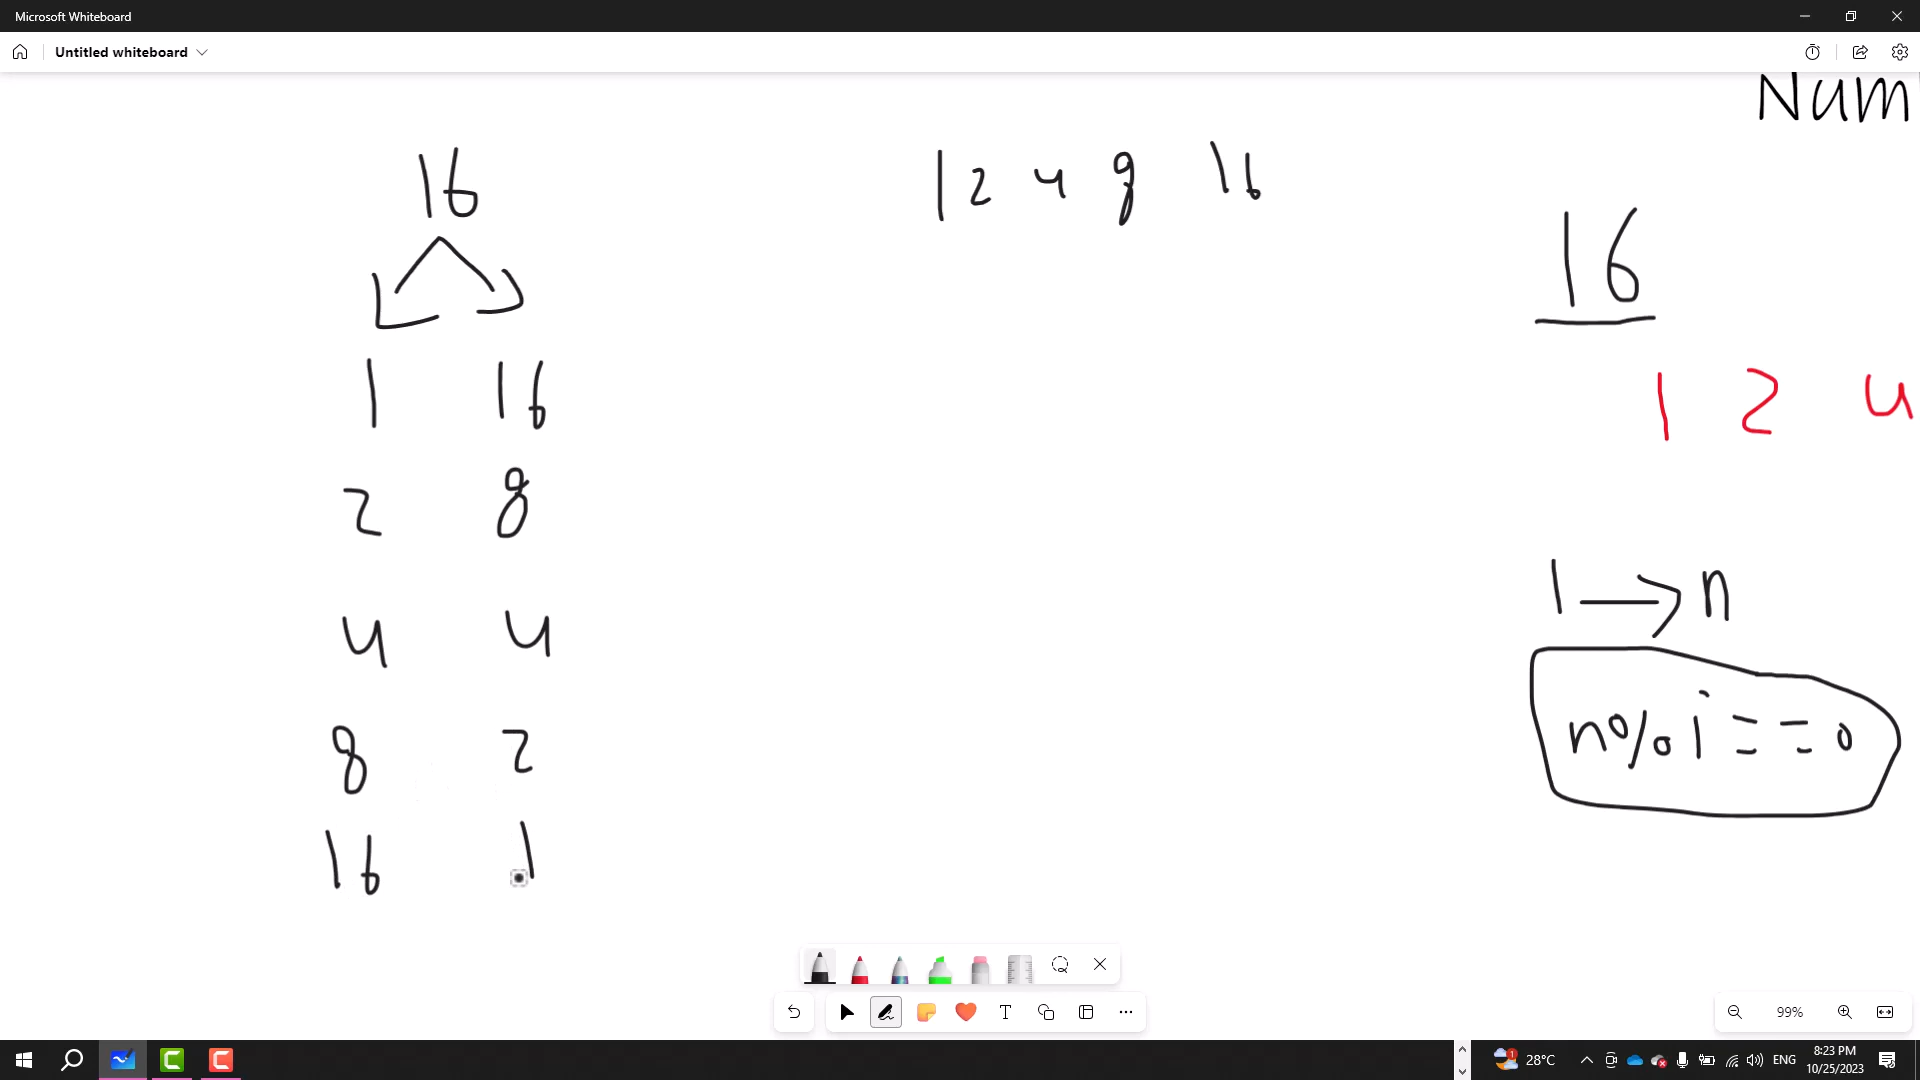 Microsoft Whiteboard
Untitled whiteboard
Num
16
1 2 4 8 16
16
1 16
1 2 4
2 8
1 → n
4 4
n%i==0
8 2
16 1
99%
1
28°C
ENG
8:23 PM
10/25/2023